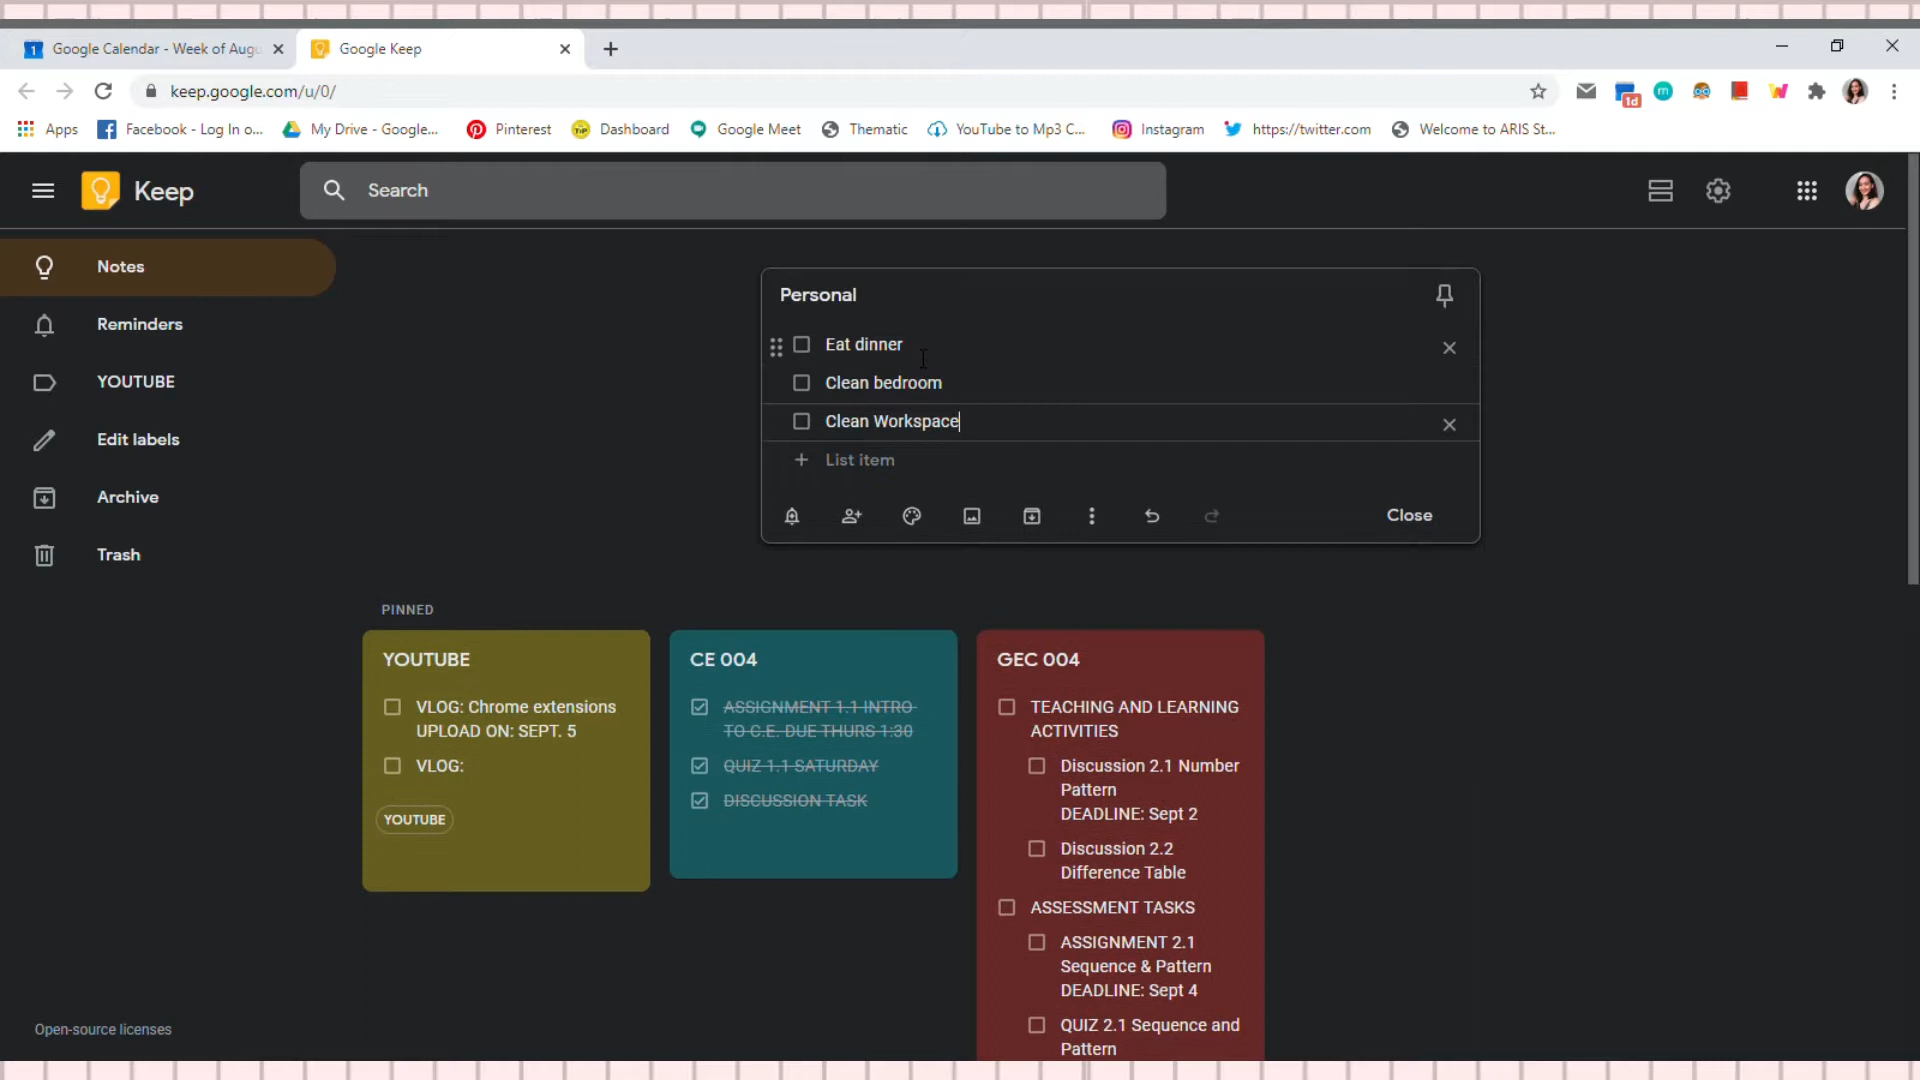 Google Calendar - Week of Augu
Google Keep
keep.google.com/u/0/
1d
Apps
Facebook - Log In o...
My Drive - Google...
Pinterest
Dashboard
Google Meet
Thematic
YouTube to Mp3 C...
Instagram
https://twitter.com
Welcome to ARIS St...
Keep
Search
Notes
Reminders
YOUTUBE
Edit labels
Archive
Trash
Personal
Eat dinner
Clean bedroom
Clean Workspace
List item
Close
PINNED
YOUTUBE
VLOG: Chrome extensions
UPLOAD ON: SEPT. 5
VLOG:
YOUTUBE
CE 004
ASSIGNMENT 1.1 INTRO
TO C.E. DUE THURS 1:30
QUIZ 1.1 SATURDAY
DISCUSSION TASK
GEC 004
TEACHING AND LEARNING
ACTIVITIES
Discussion 2.1 Number
Pattern
DEADLINE: Sept 2
Discussion 2.2
Difference Table
ASSESSMENT TASKS
ASSIGNMENT 2.1
Sequence & Pattern
DEADLINE: Sept 4
QUIZ 2.1 Sequence and
Pattern
Open-source licenses